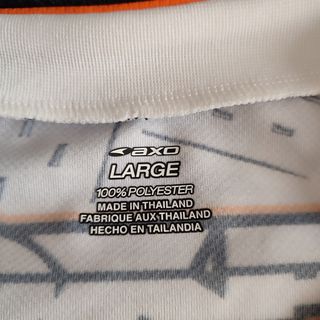 axo
LARGE
100% POLYESTER
MADE IN THAILAND
FABRIQUE AUX THAILAND
HECHO EN TAILANDIA